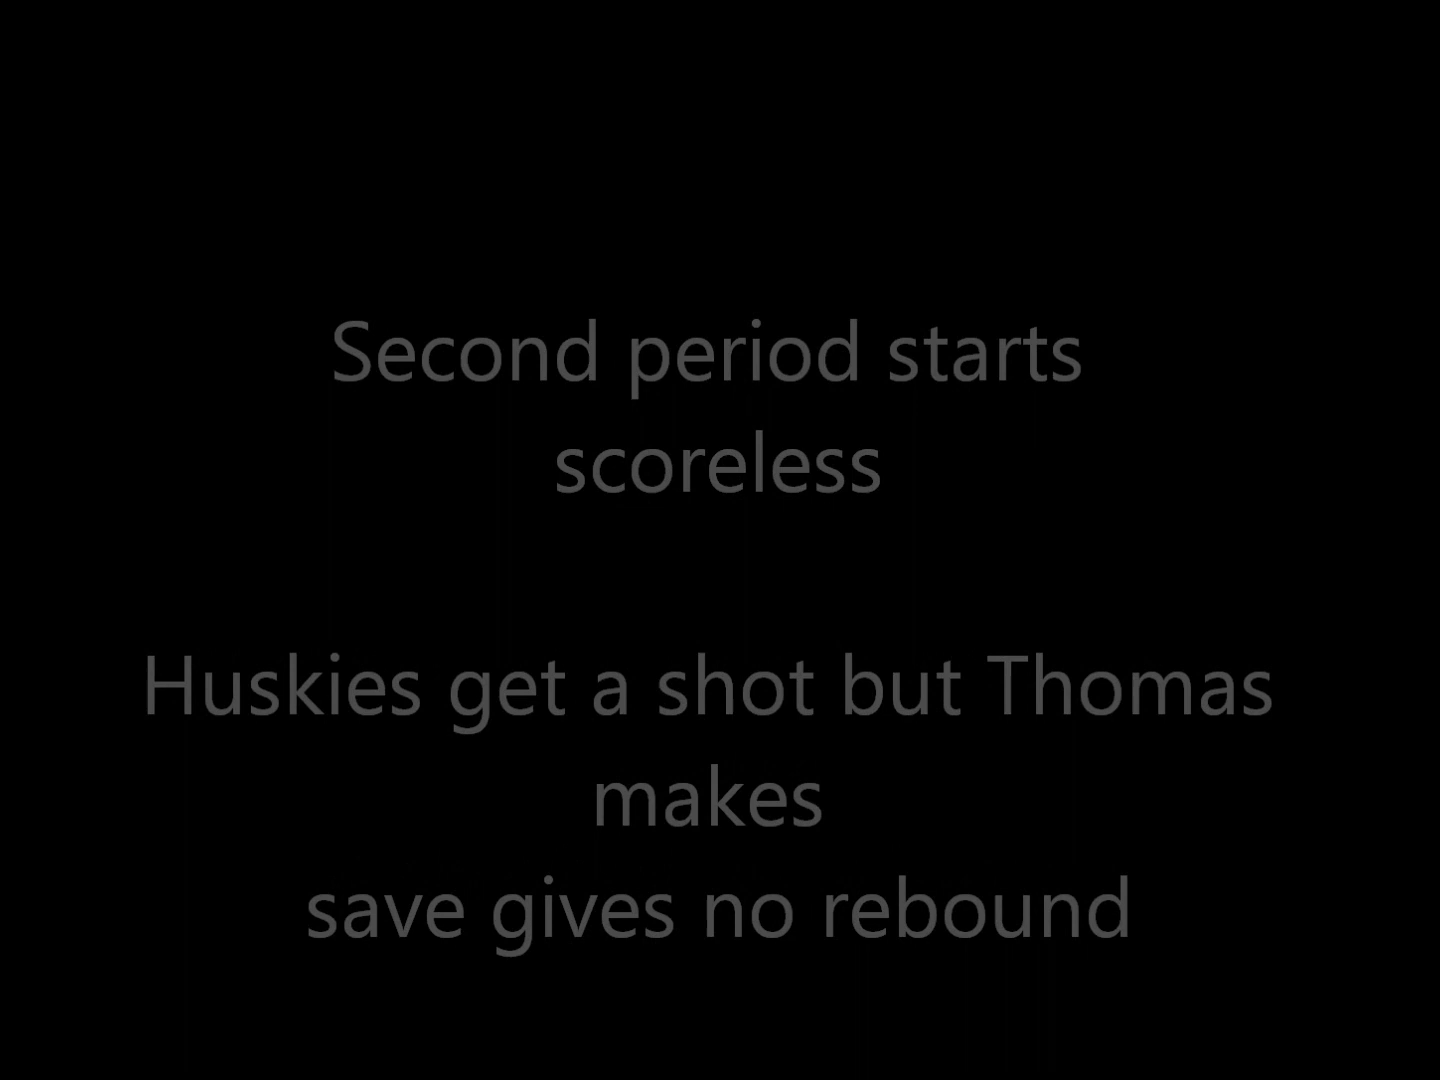 Second period starts
scoreless
Huskies get a shot but Thomas
makes
save gives no rebound